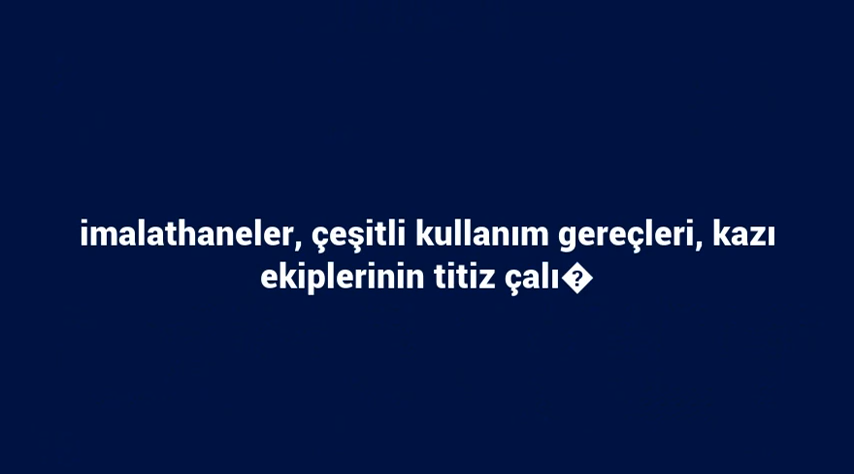 imalathaneler, çeşitli kullanım gereçleri, kazı
ekiplerinin titiz çalı�